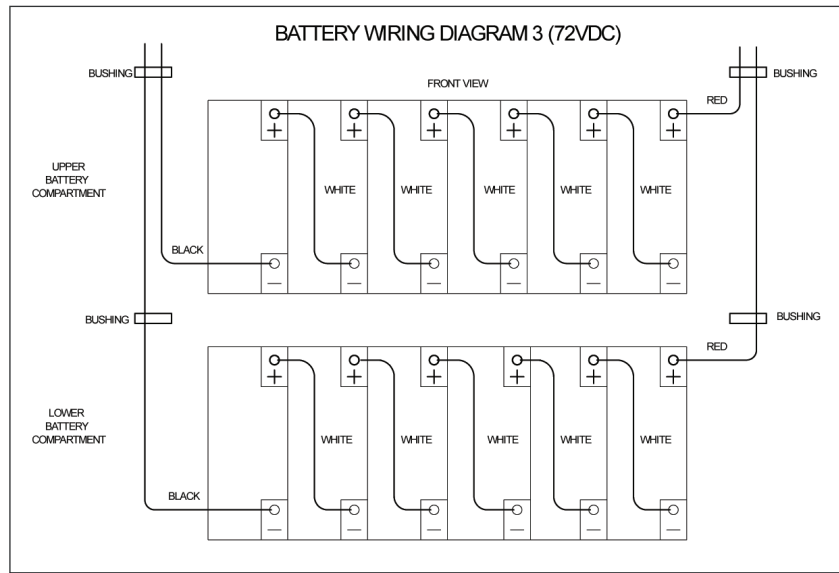 BATTERY WIRING DIAGRAM 3 (72VDC)
BUSHING
BUSHING
FRONT VIEW
RED
+ + + + + +
UPPER
BATTERY
COMPARTMENT
WHITE WHITE WHITE WHITE WHITE
BLACK
− − − − − −
BUSHING
BUSHING
RED
+ + + + + +
LOWER
BATTERY
COMPARTMENT
WHITE WHITE WHITE WHITE WHITE
BLACK
− − − − − −